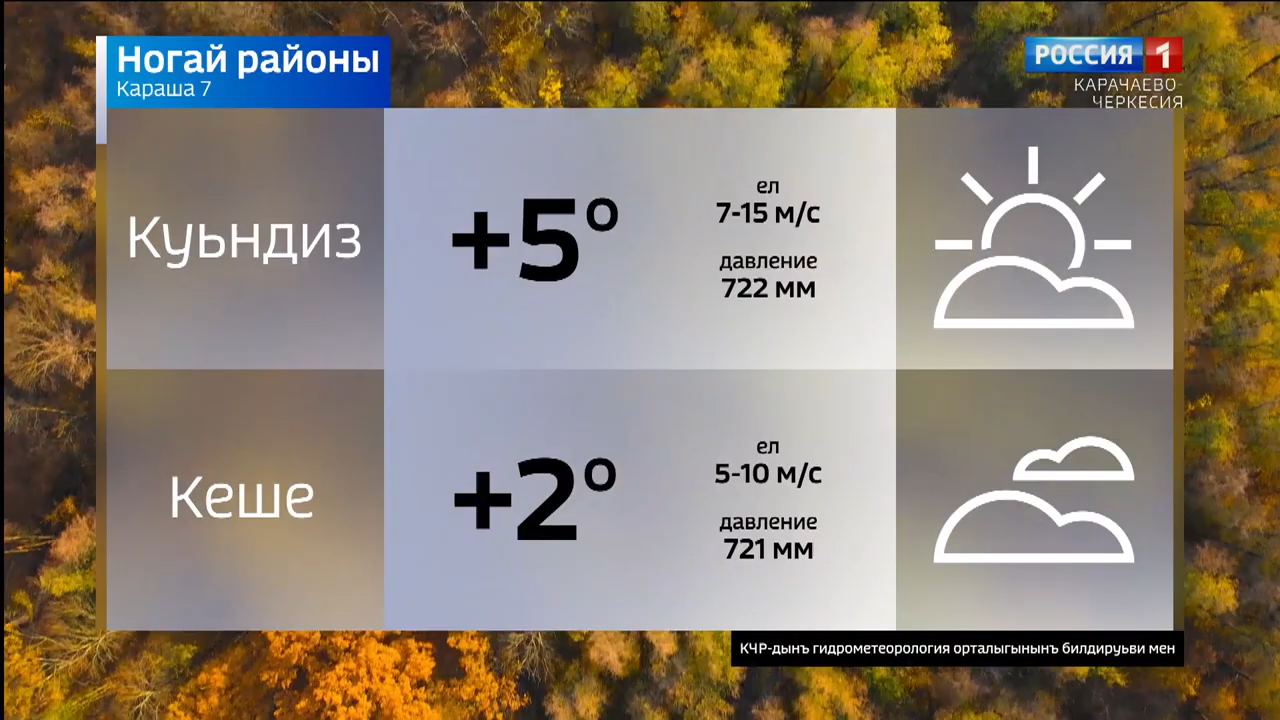 Ногай районы
Караша 7
РОССИЯ 1
КАРАЧАЕВО-
ЧЕРКЕСИЯ
Куьндиз
+5°
ел
7-15 м/с
давление
722 мм
Кеше
+2°
ел
5-10 м/с
давление
721 мм
КЧР-дынъ гидрометеорология орталыгынынъ билдируьви мен